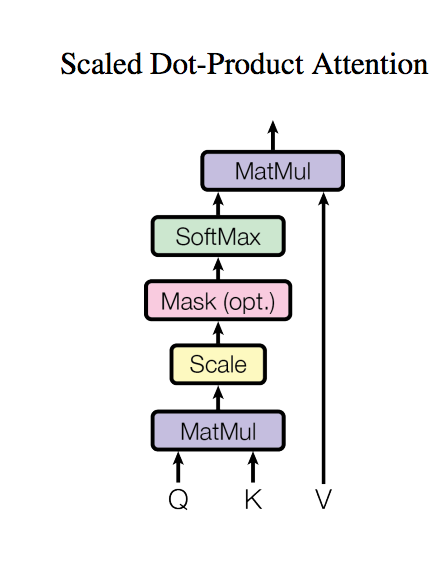 Scaled Dot-Product Attention
MatMul
SoftMax
Mask (opt.)
Scale
MatMul
Q K V